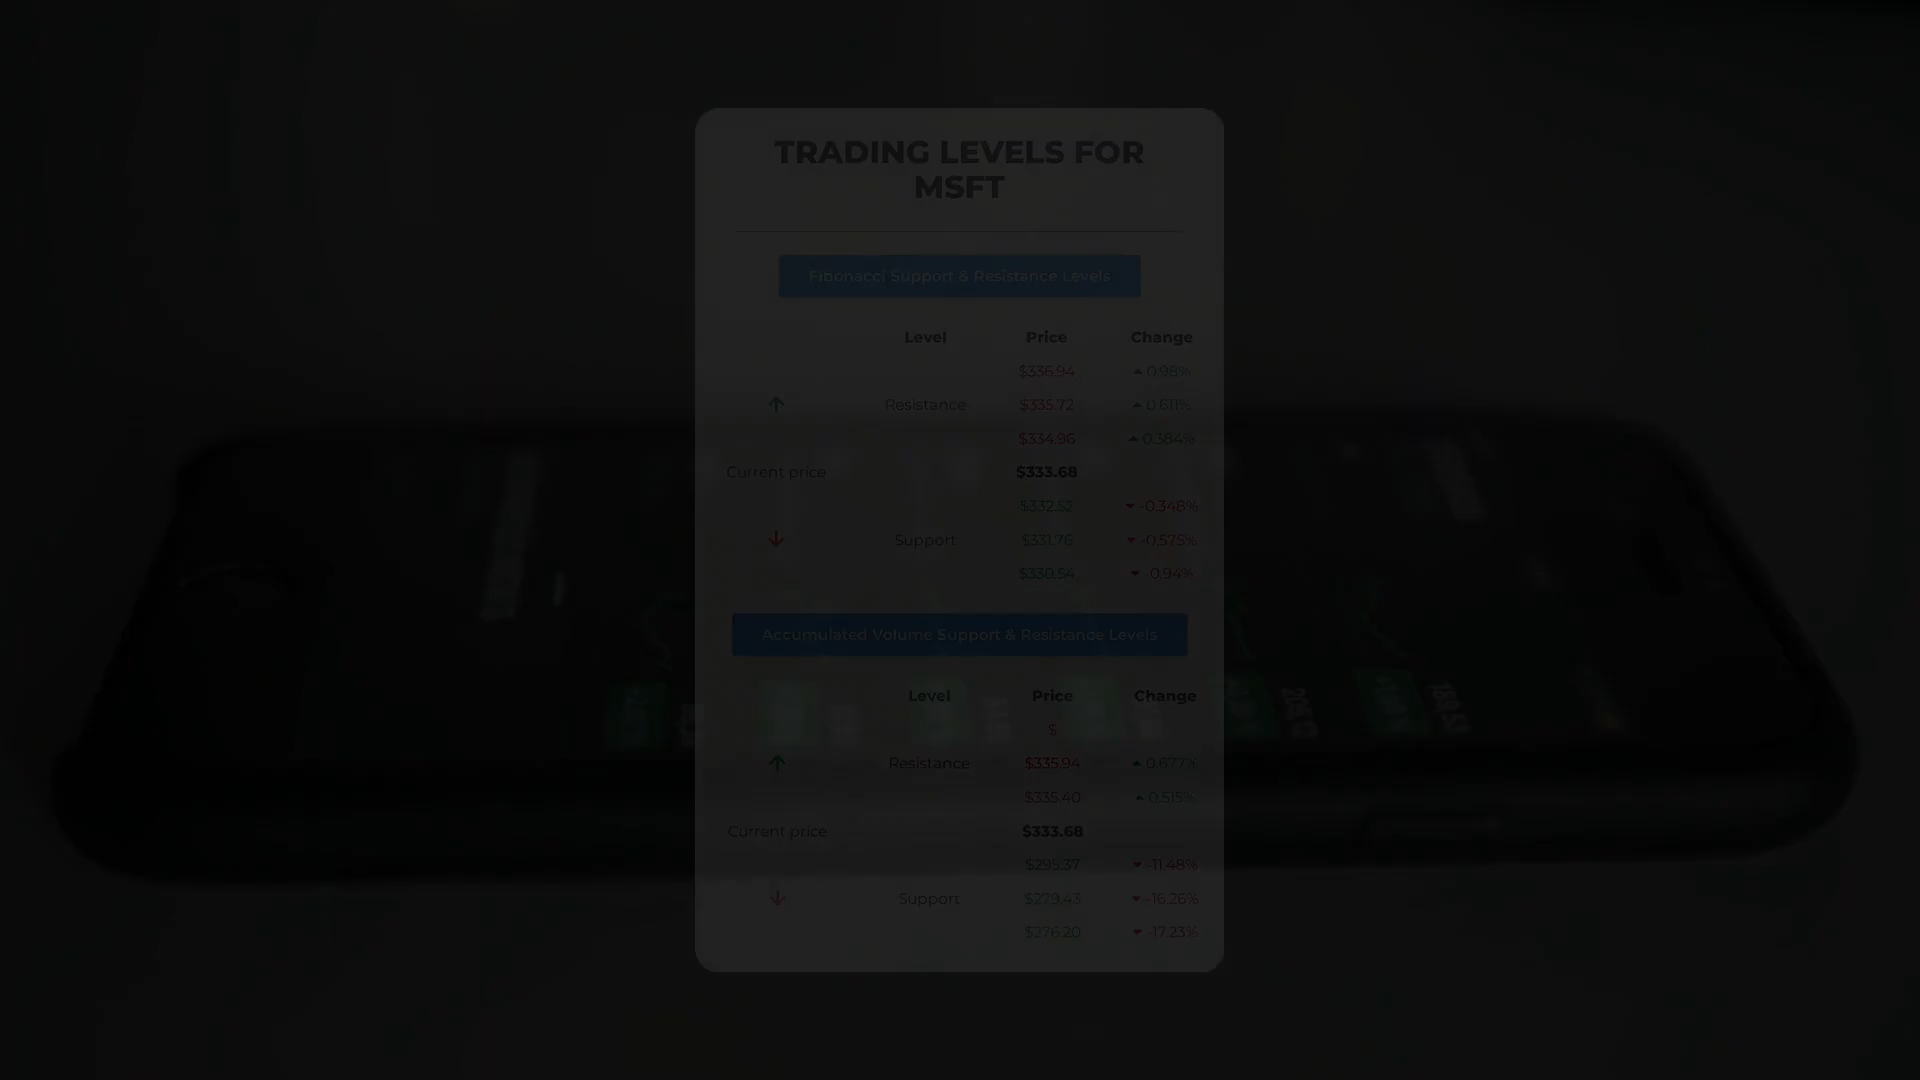 TRADING LEVELS FOR
MSFT
Fibonacci Support & Resistance Levels
Level Price Change
$336.94 0.98%
Resistance $335.72 0.611%
$334.96 0.384%
Current price $333.68
$332.52 -0.348%
Support $331.76 -0.575%
$330.54 -0.94%
Accumulated Volume Support & Resistance Levels
Level Price Change
$
Resistance $335.94 0.677%
$335.40 0.515%
Current price $333.68
$295.37 -11.48%
Support $279.43 -16.26%
$276.20 -17.23%